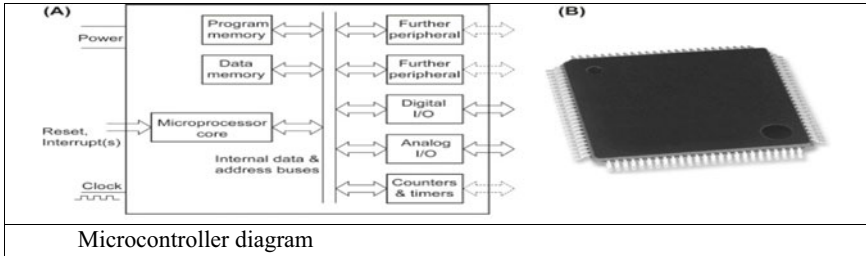 (A)
(B)
Power
Program
memory
Data
memory
Reset,
Interrupt(s)
Microprocessor
core
Internal data &
address buses
Clock
Further
peripheral
Further
peripheral
Digital
I/O
Analog
I/O
Counters
& timers
Microcontroller diagram